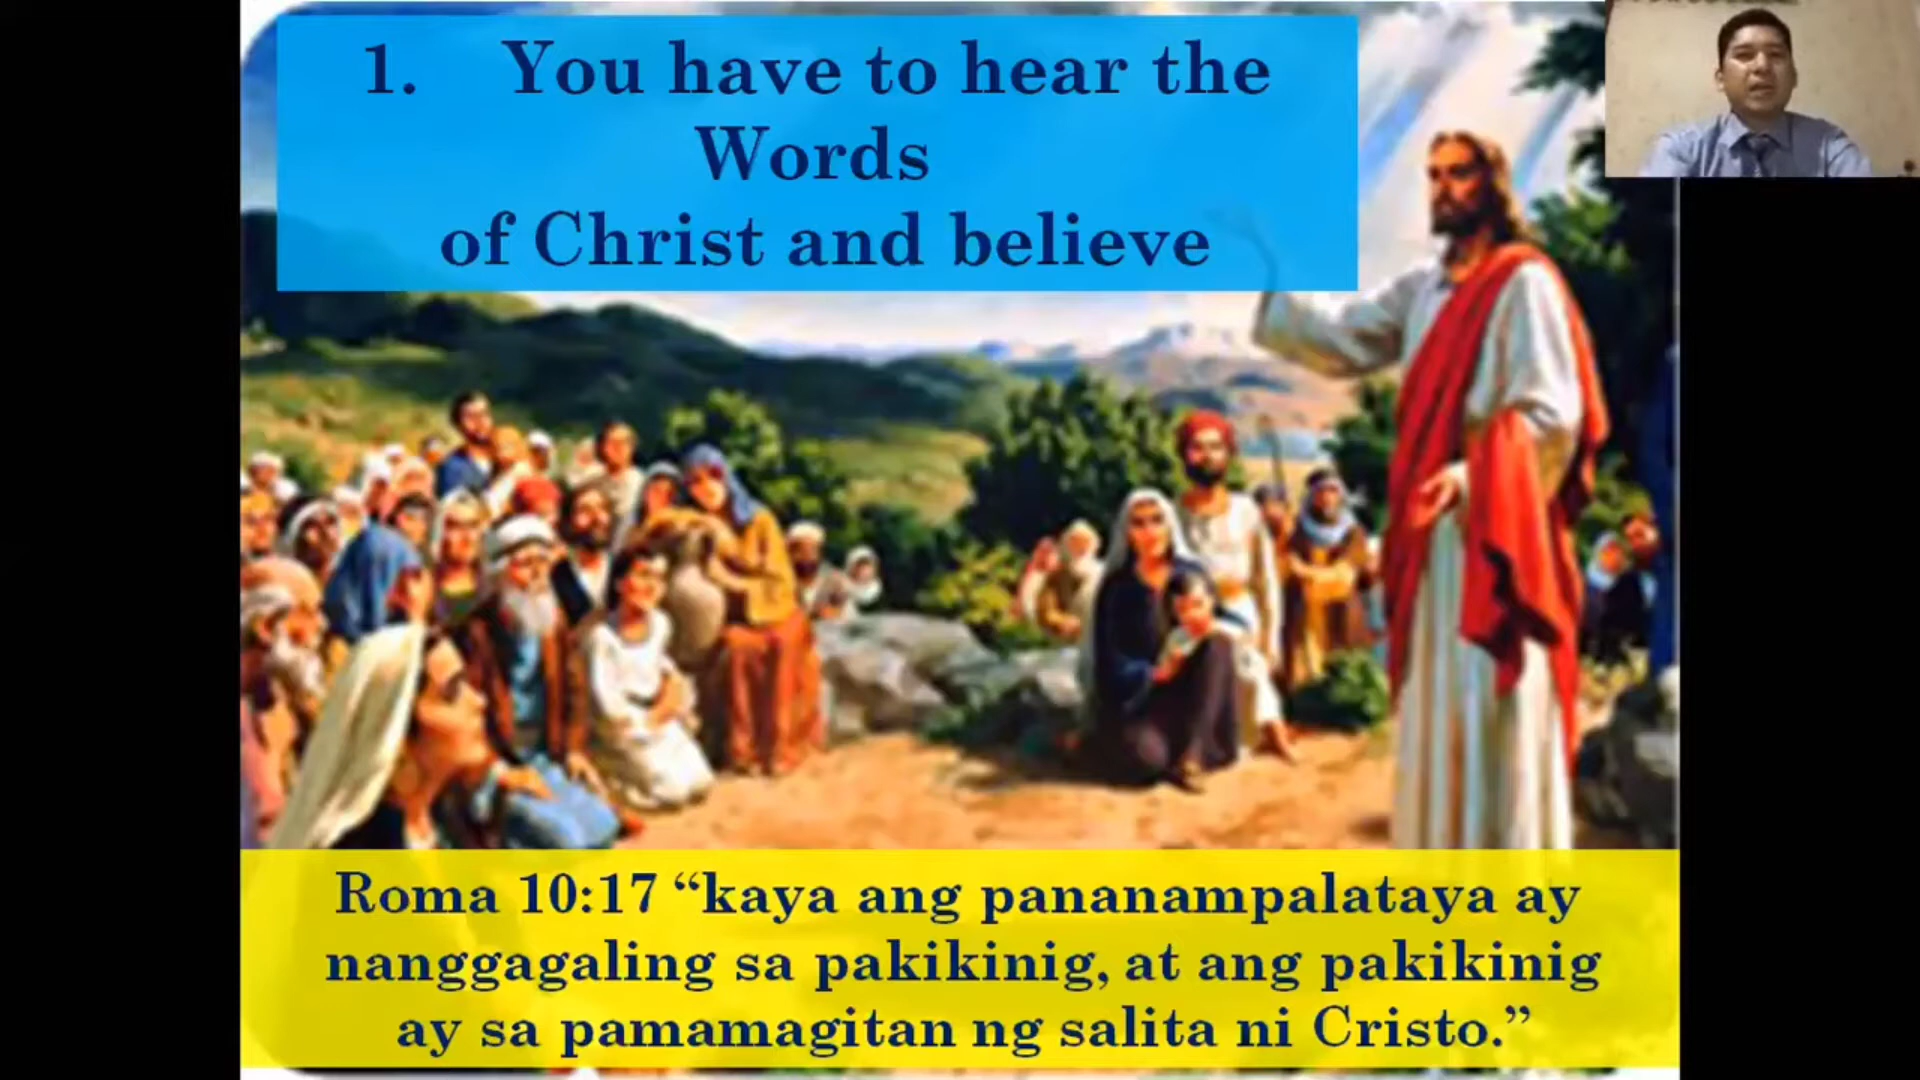 1. You have to hear the
Words
of Christ and believe
Roma 10:17 “kaya ang pananampalataya ay
nanggagaling sa pakikinig, at ang pakikinig
ay sa pamamagitan ng salita ni Cristo.”